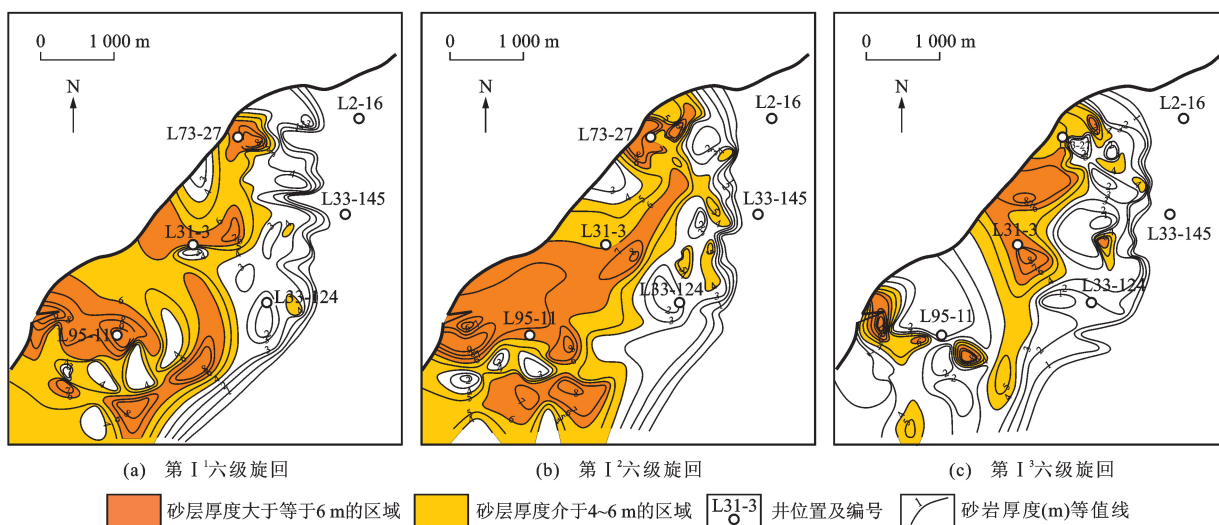 0 1 000 m
N
L2-16
L73-27
L33-145
L31-3
L33-124
L95-11
(a) 第Ⅰ¹六级旋回
0 1 000 m
N
L2-16
L73-27
L33-145
L31-3
L33-124
L95-11
(b) 第Ⅰ²六级旋回
0 1 000 m
N
L2-16
L33-145
L31-3
L33-124
L95-11
(c) 第Ⅰ³六级旋回
砂层厚度大于等于6 m的区域
砂层厚度介于4~6 m的区域
L31-3
井位置及编号
砂岩厚度(m)等值线